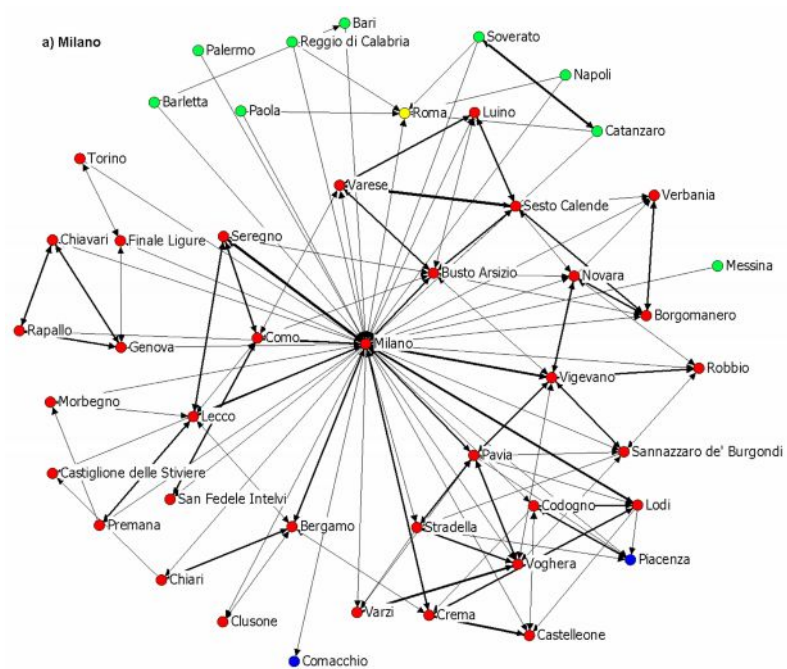 Bari
a) Milano
Reggio di Calabria
Soverato
Palermo
Napoli
Barletta
Paola
Roma
Luino
Catanzaro
Torino
Varese
Verbania
Sesto Calende
Chiavari
Finale Ligure
Seregno
Messina
Busto Arsizio
Novara
Borgomanero
Rapallo
Genova
Como
Milano
Robbio
Vigevano
Morbegno
Lecco
Pavia
Sannazzaro de' Burgondi
Castiglione delle Stiviere
San Fedele Intelvi
Codogno
Lodi
Premana
Bergamo
Stradella
Piacenza
Voghera
Chiari
Varzi
Crema
Clusone
Castelleone
Comacchio